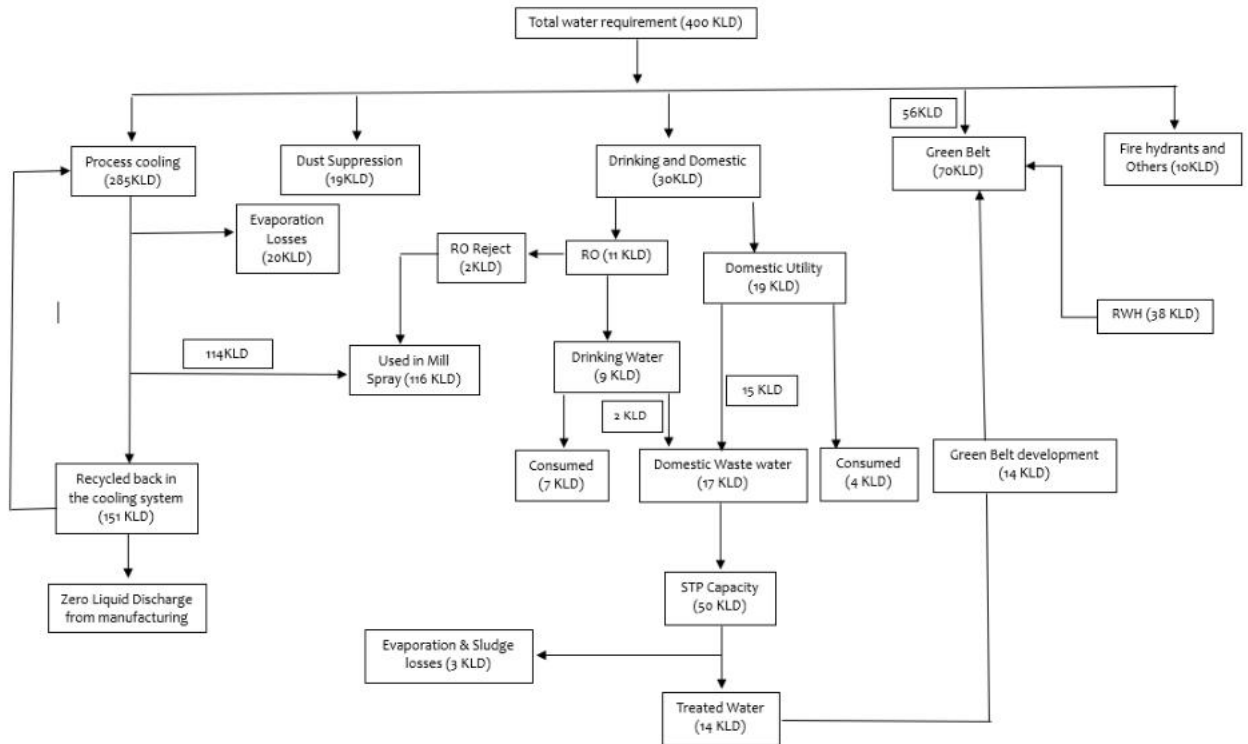 Total water requirement (400 KLD)
56KLD
Process cooling
(285KLD)
Dust Suppression
(19KLD)
Drinking and Domestic
(30KLD)
Green Belt
(70KLD)
Fire hydrants and
Others (10KLD)
Evaporation
Losses
(20KLD)
RO Reject
(2KLD)
RO (11 KLD)
Domestic Utility
(19 KLD)
RWH (38 KLD)
114KLD
Used in Mill
Spray (116 KLD)
Drinking Water
(9 KLD)
15 KLD
2 KLD
Recycled back in
the cooling system
(151 KLD)
Consumed
(7 KLD)
Domestic Waste water
(17 KLD)
Consumed
(4 KLD)
Green Belt development
(14 KLD)
Zero Liquid Discharge
from manufacturing
STP Capacity
(50 KLD)
Evaporation & Sludge
losses (3 KLD)
Treated Water
(14 KLD)